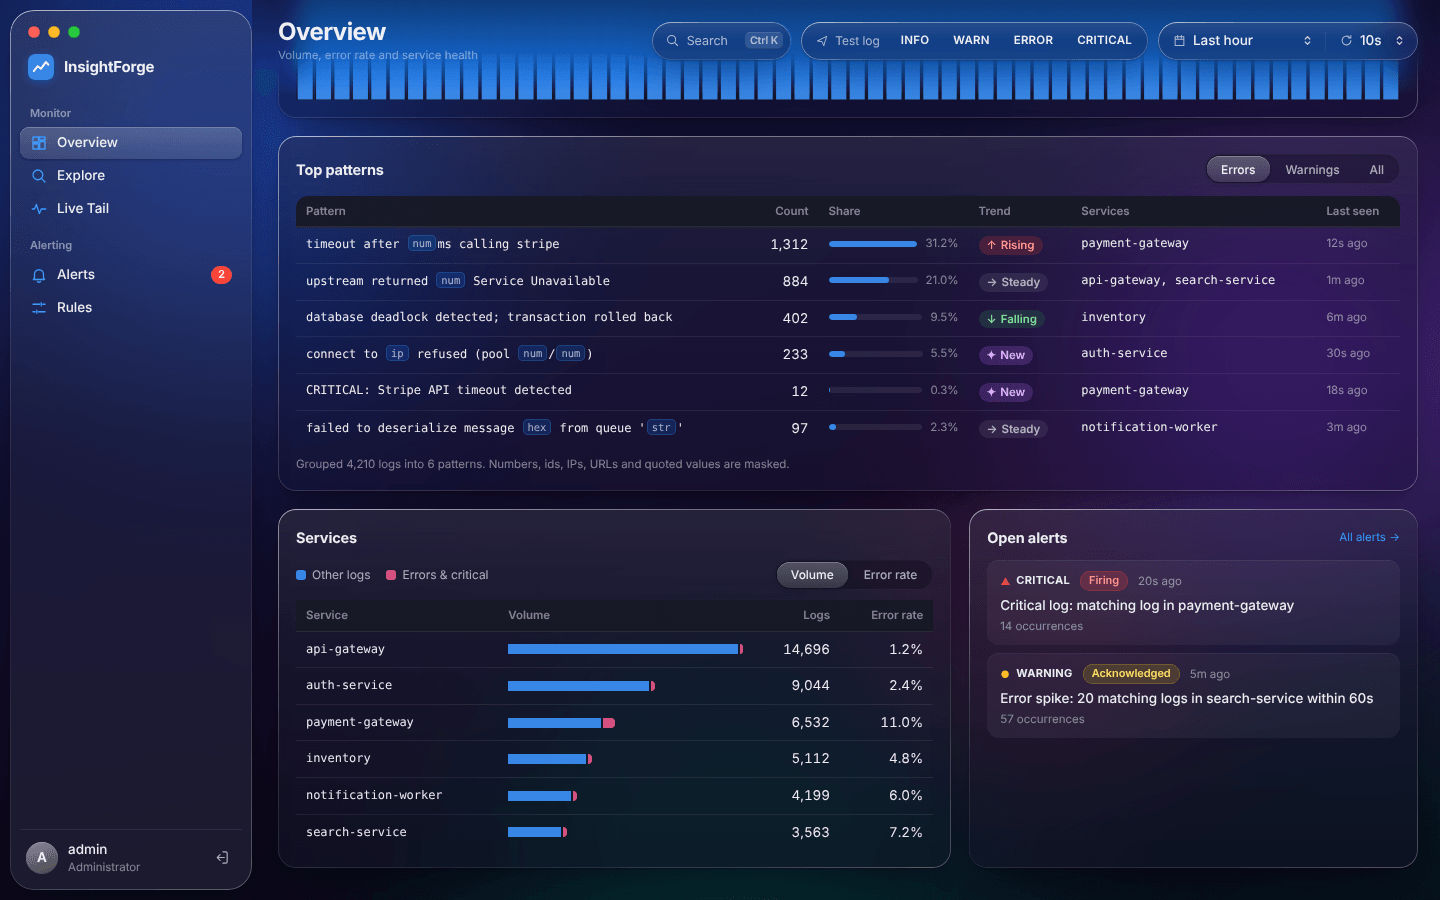 InsightForge
Monitor
Overview
Explore
Live Tail
Alerting
Alerts 2
Rules
A admin
Administrator
Overview
Volume, error rate and service health
Search Ctrl K
Test log INFO WARN ERROR CRITICAL
Last hour 10s
Top patterns
Errors Warnings All
Pattern Count Share Trend Services Last seen
timeout after num ms calling stripe 1,312 31.2% ↑ Rising payment-gateway 12s ago
upstream returned num Service Unavailable 884 21.0% → Steady api-gateway, search-service 1m ago
database deadlock detected; transaction rolled back 402 9.5% ↓ Falling inventory 6m ago
connect to ip refused (pool num/num) 233 5.5% ✦ New auth-service 30s ago
CRITICAL: Stripe API timeout detected 12 0.3% ✦ New payment-gateway 18s ago
failed to deserialize message hex from queue 'str' 97 2.3% → Steady notification-worker 3m ago
Grouped 4,210 logs into 6 patterns. Numbers, ids, IPs, URLs and quoted values are masked.
Services
Other logs Errors & critical
Volume Error rate
Service Volume Logs Error rate
api-gateway 14,696 1.2%
auth-service 9,044 2.4%
payment-gateway 6,532 11.0%
inventory 5,112 4.8%
notification-worker 4,199 6.0%
search-service 3,563 7.2%
Open alerts
All alerts →
CRITICAL Firing 20s ago
Critical log: matching log in payment-gateway
14 occurrences
WARNING Acknowledged 5m ago
Error spike: 20 matching logs in search-service within 60s
57 occurrences